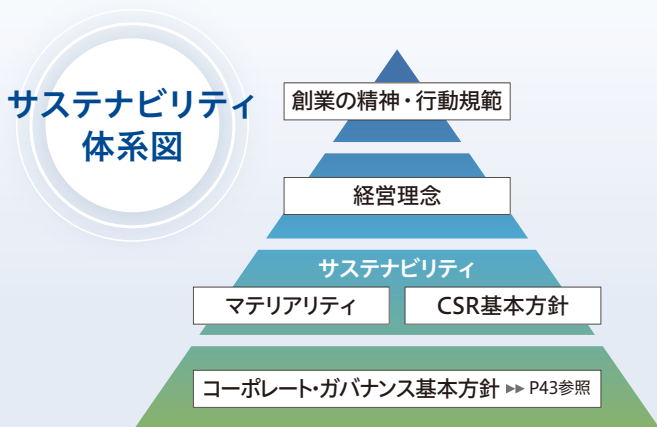 サステナビリティ
体系図
創業の精神・行動規範
経営理念
サステナビリティ
マテリアリティ
CSR基本方針
コーポレート・ガバナンス基本方針 ▶▶ P43参照